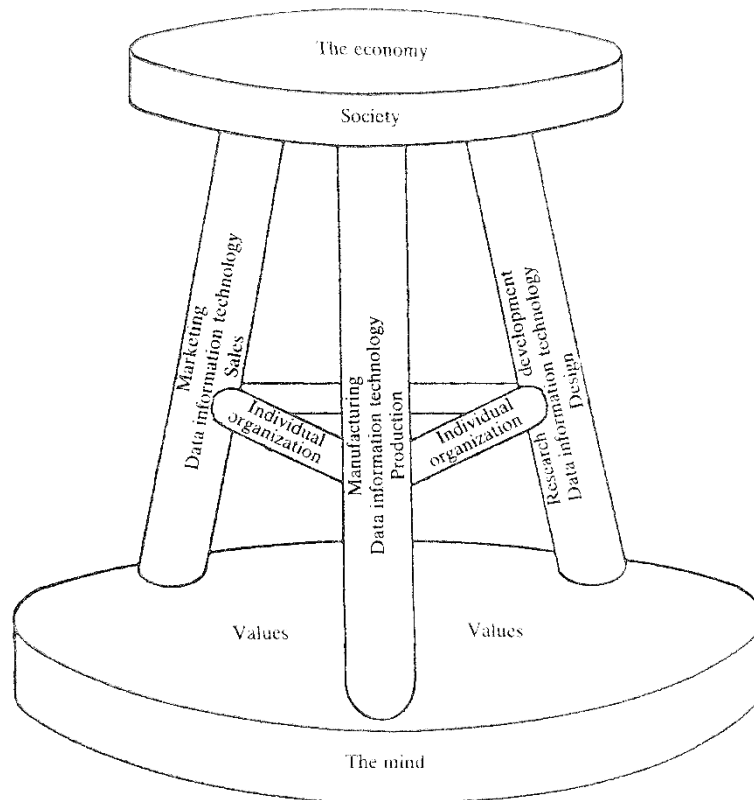 The economy
Society
Marketing
Data information technology
Sales
Manufacturing
Data information technology
Production
Research development
Data information technology
Design
Individual
organization
Individual
organization
Values
Values
The mind